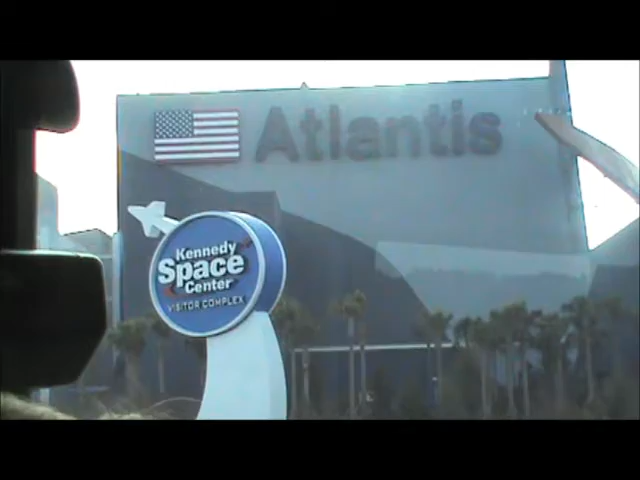 Atlantis
Kennedy
Space
Center
VISITOR COMPLEX